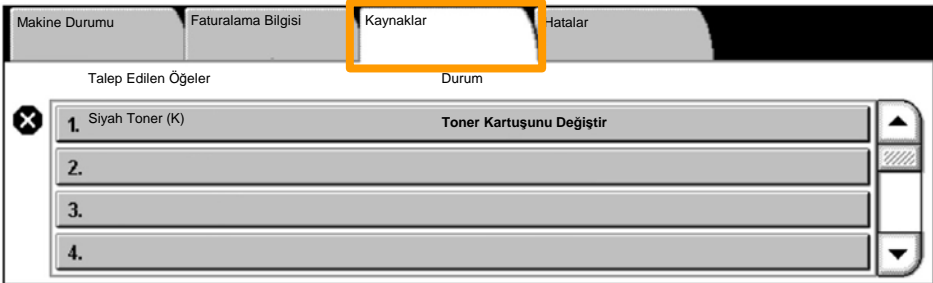 Makine Durumu Faturalama Bilgisi Kaynaklar Hatalar
Talep Edilen Öğeler Durum
1. Siyah Toner (K) Toner Kartuşunu Değiştir
2.
3.
4.